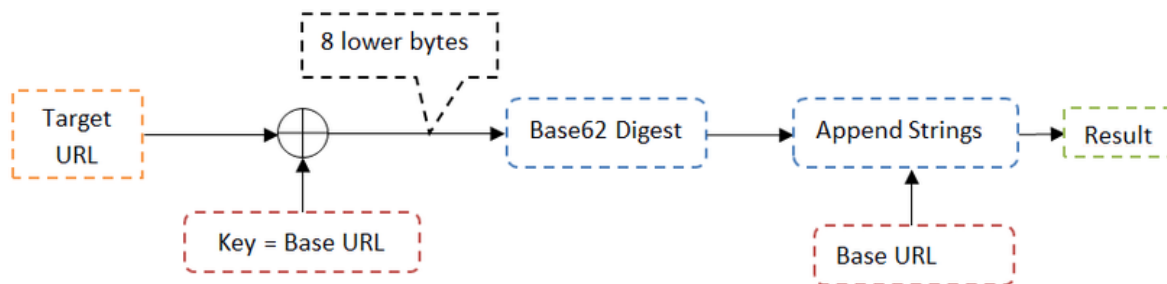 8 lower bytes
Target
URL
Base62 Digest
Append Strings
Result
Key = Base URL
Base URL